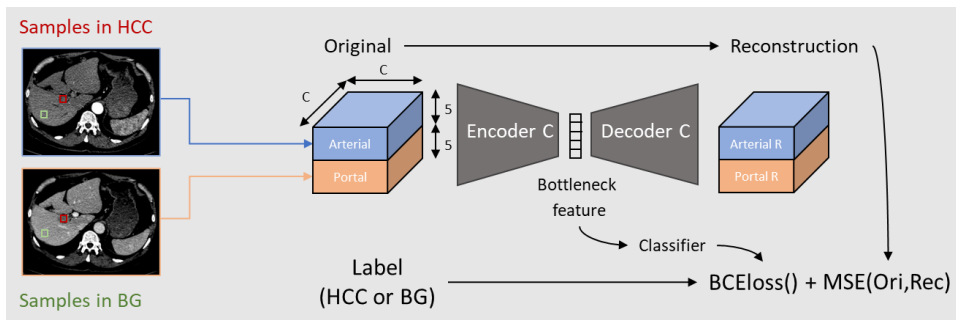 Samples in HCC
Original
Reconstruction
C
C
5
5
Arterial
Portal
Encoder C
Decoder C
Arterial R
Portal R
Bottleneck
feature
Classifier
Label
(HCC or BG)
BCEloss() + MSE(Ori,Rec)
Samples in BG